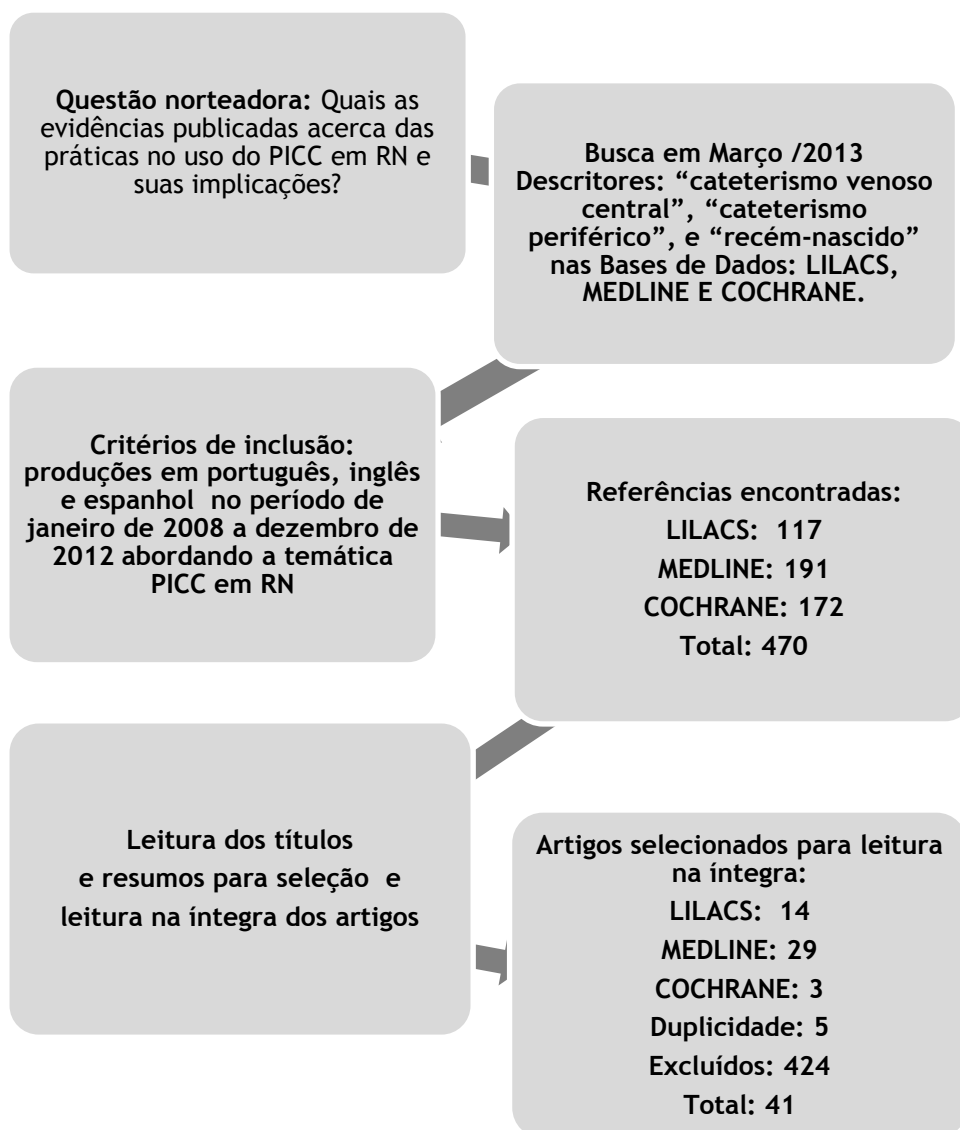 Questão norteadora: Quais as
evidências publicadas acerca das
práticas no uso do PICC em RN e
suas implicações?
Busca em Março /2013
Descritores: “cateterismo venoso
central”, “cateterismo
periférico”, e “recém-nascido”
nas Bases de Dados: LILACS,
MEDLINE E COCHRANE.
Critérios de inclusão:
produções em português, inglês
e espanhol no período de
janeiro de 2008 a dezembro de
2012 abordando a temática
PICC em RN
Referências encontradas:
LILACS: 117
MEDLINE: 191
COCHRANE: 172
Total: 470
Leitura dos títulos
e resumos para seleção e
leitura na íntegra dos artigos
Artigos selecionados para leitura
na íntegra:
LILACS: 14
MEDLINE: 29
COCHRANE: 3
Duplicidade: 5
Excluídos: 424
Total: 41